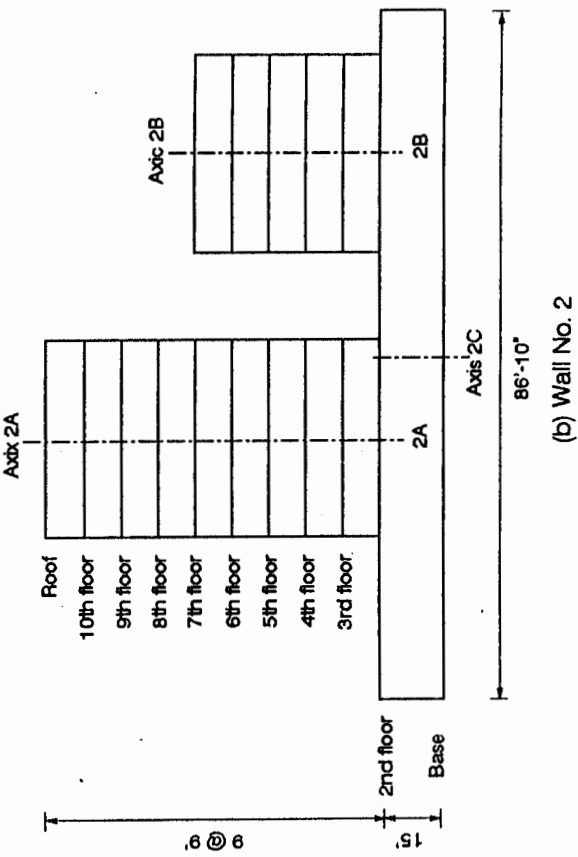 Axix 2A
Axic 2B
Roof
10th floor
9th floor
8th floor
7th floor
6th floor
5th floor
4th floor
3rd floor
2nd floor
Base
9 @ 9'
15'
2A
2B
Axis 2C
86'-10"
(b) Wall No. 2